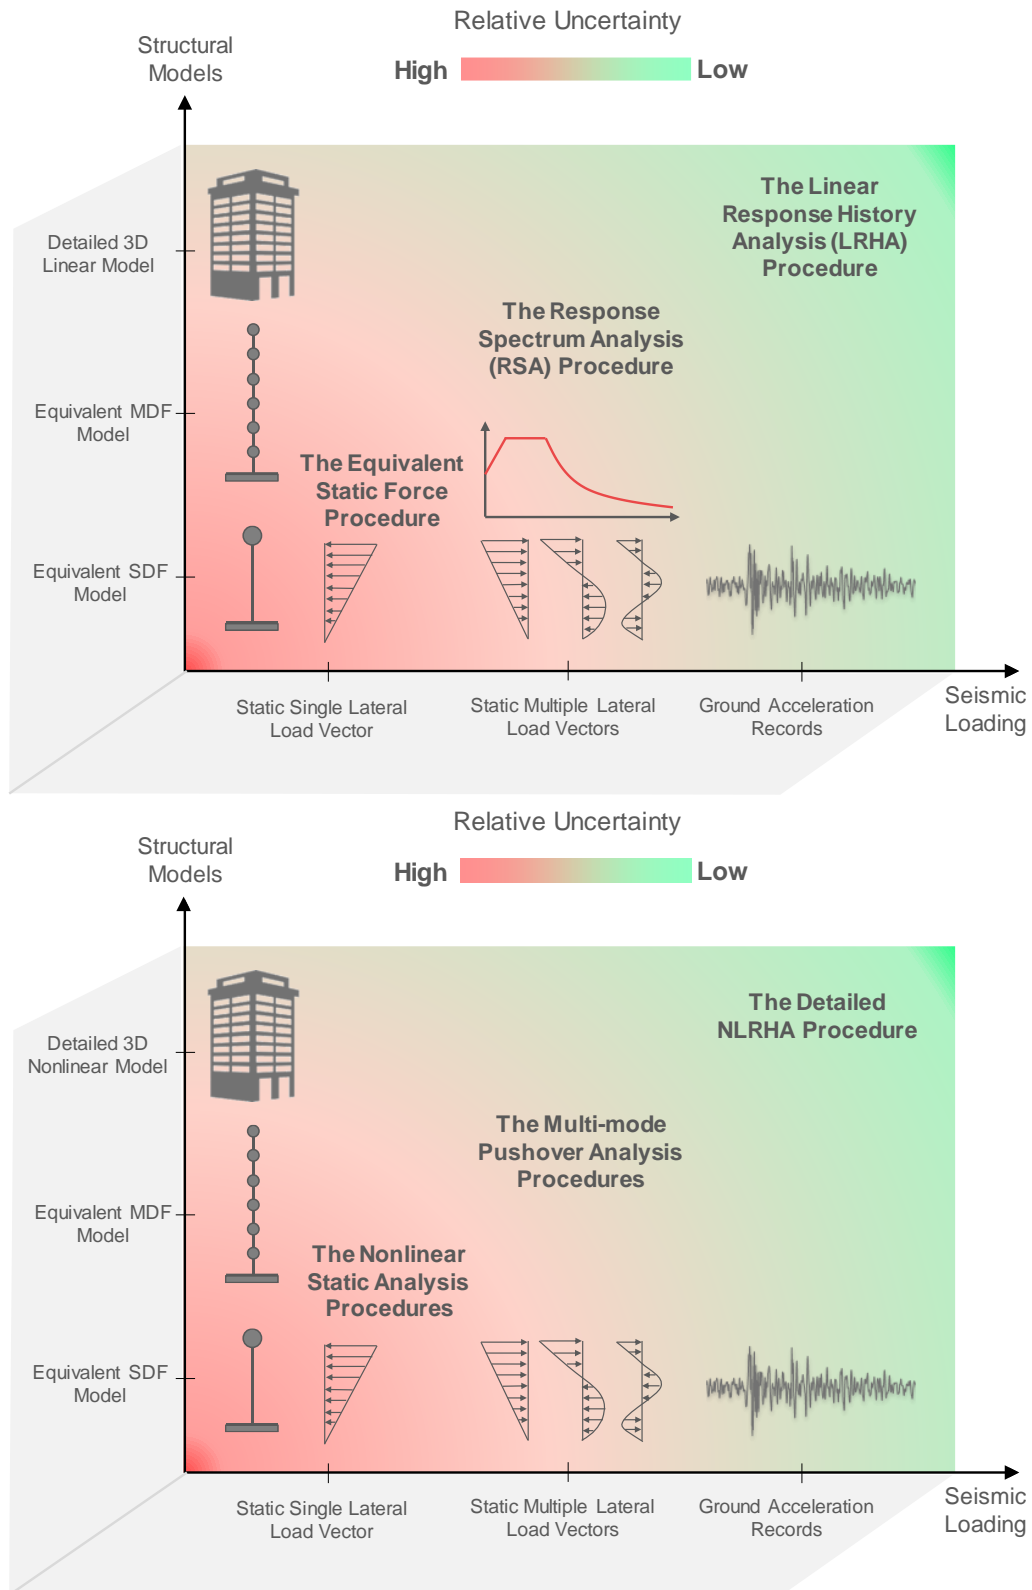 Relative Uncertainty
High
Low
Structural
Models
The Linear
Response History
Analysis (LRHA)
Procedure
Detailed 3D
Linear Model
The Response
Spectrum Analysis
(RSA) Procedure
Equivalent MDF
Model
The Equivalent
Static Force
Procedure
Equivalent SDF
Model
Static Single Lateral
Load Vector
Static Multiple Lateral
Load Vectors
Ground Acceleration
Records
Seismic
Loading
Relative Uncertainty
High
Low
Structural
Models
The Detailed
NLRHA Procedure
Detailed 3D
Nonlinear Model
The Multi-mode
Pushover Analysis
Procedures
Equivalent MDF
Model
The Nonlinear
Static Analysis
Procedures
Equivalent SDF
Model
Static Single Lateral
Load Vector
Static Multiple Lateral
Load Vectors
Ground Acceleration
Records
Seismic
Loading